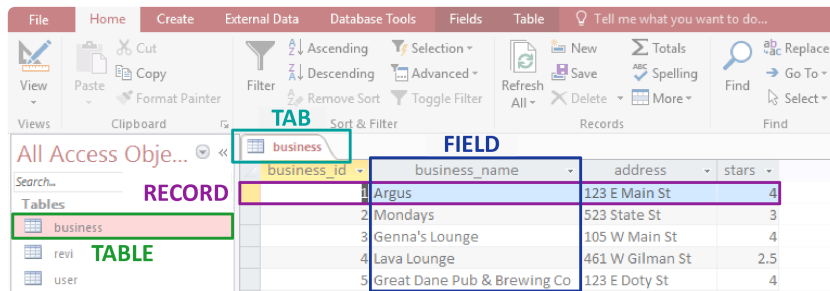 File Home Create External Data Database Tools Fields Table Tell me what you want to do...
View
Views
Paste
Cut
Copy
Format Painter
Clipboard
Filter
Ascending
Descending
Remove Sort
Selection
Advanced
Toggle Filter
Sort & Filter
Refresh
All
New
Save
Delete
Totals
Spelling
More
Records
Find
Replace
Go To
Select
Find
TAB
FIELD
RECORD
TABLE
All Access Obje...
Search...
Tables
business
revi
user
business
business_id business_name address stars
1 Argus 123 E Main St 4
2 Mondays 523 State St 3
3 Genna's Lounge 105 W Main St 4
4 Lava Lounge 461 W Gilman St 2.5
5 Great Dane Pub & Brewing Co 123 E Doty St 4